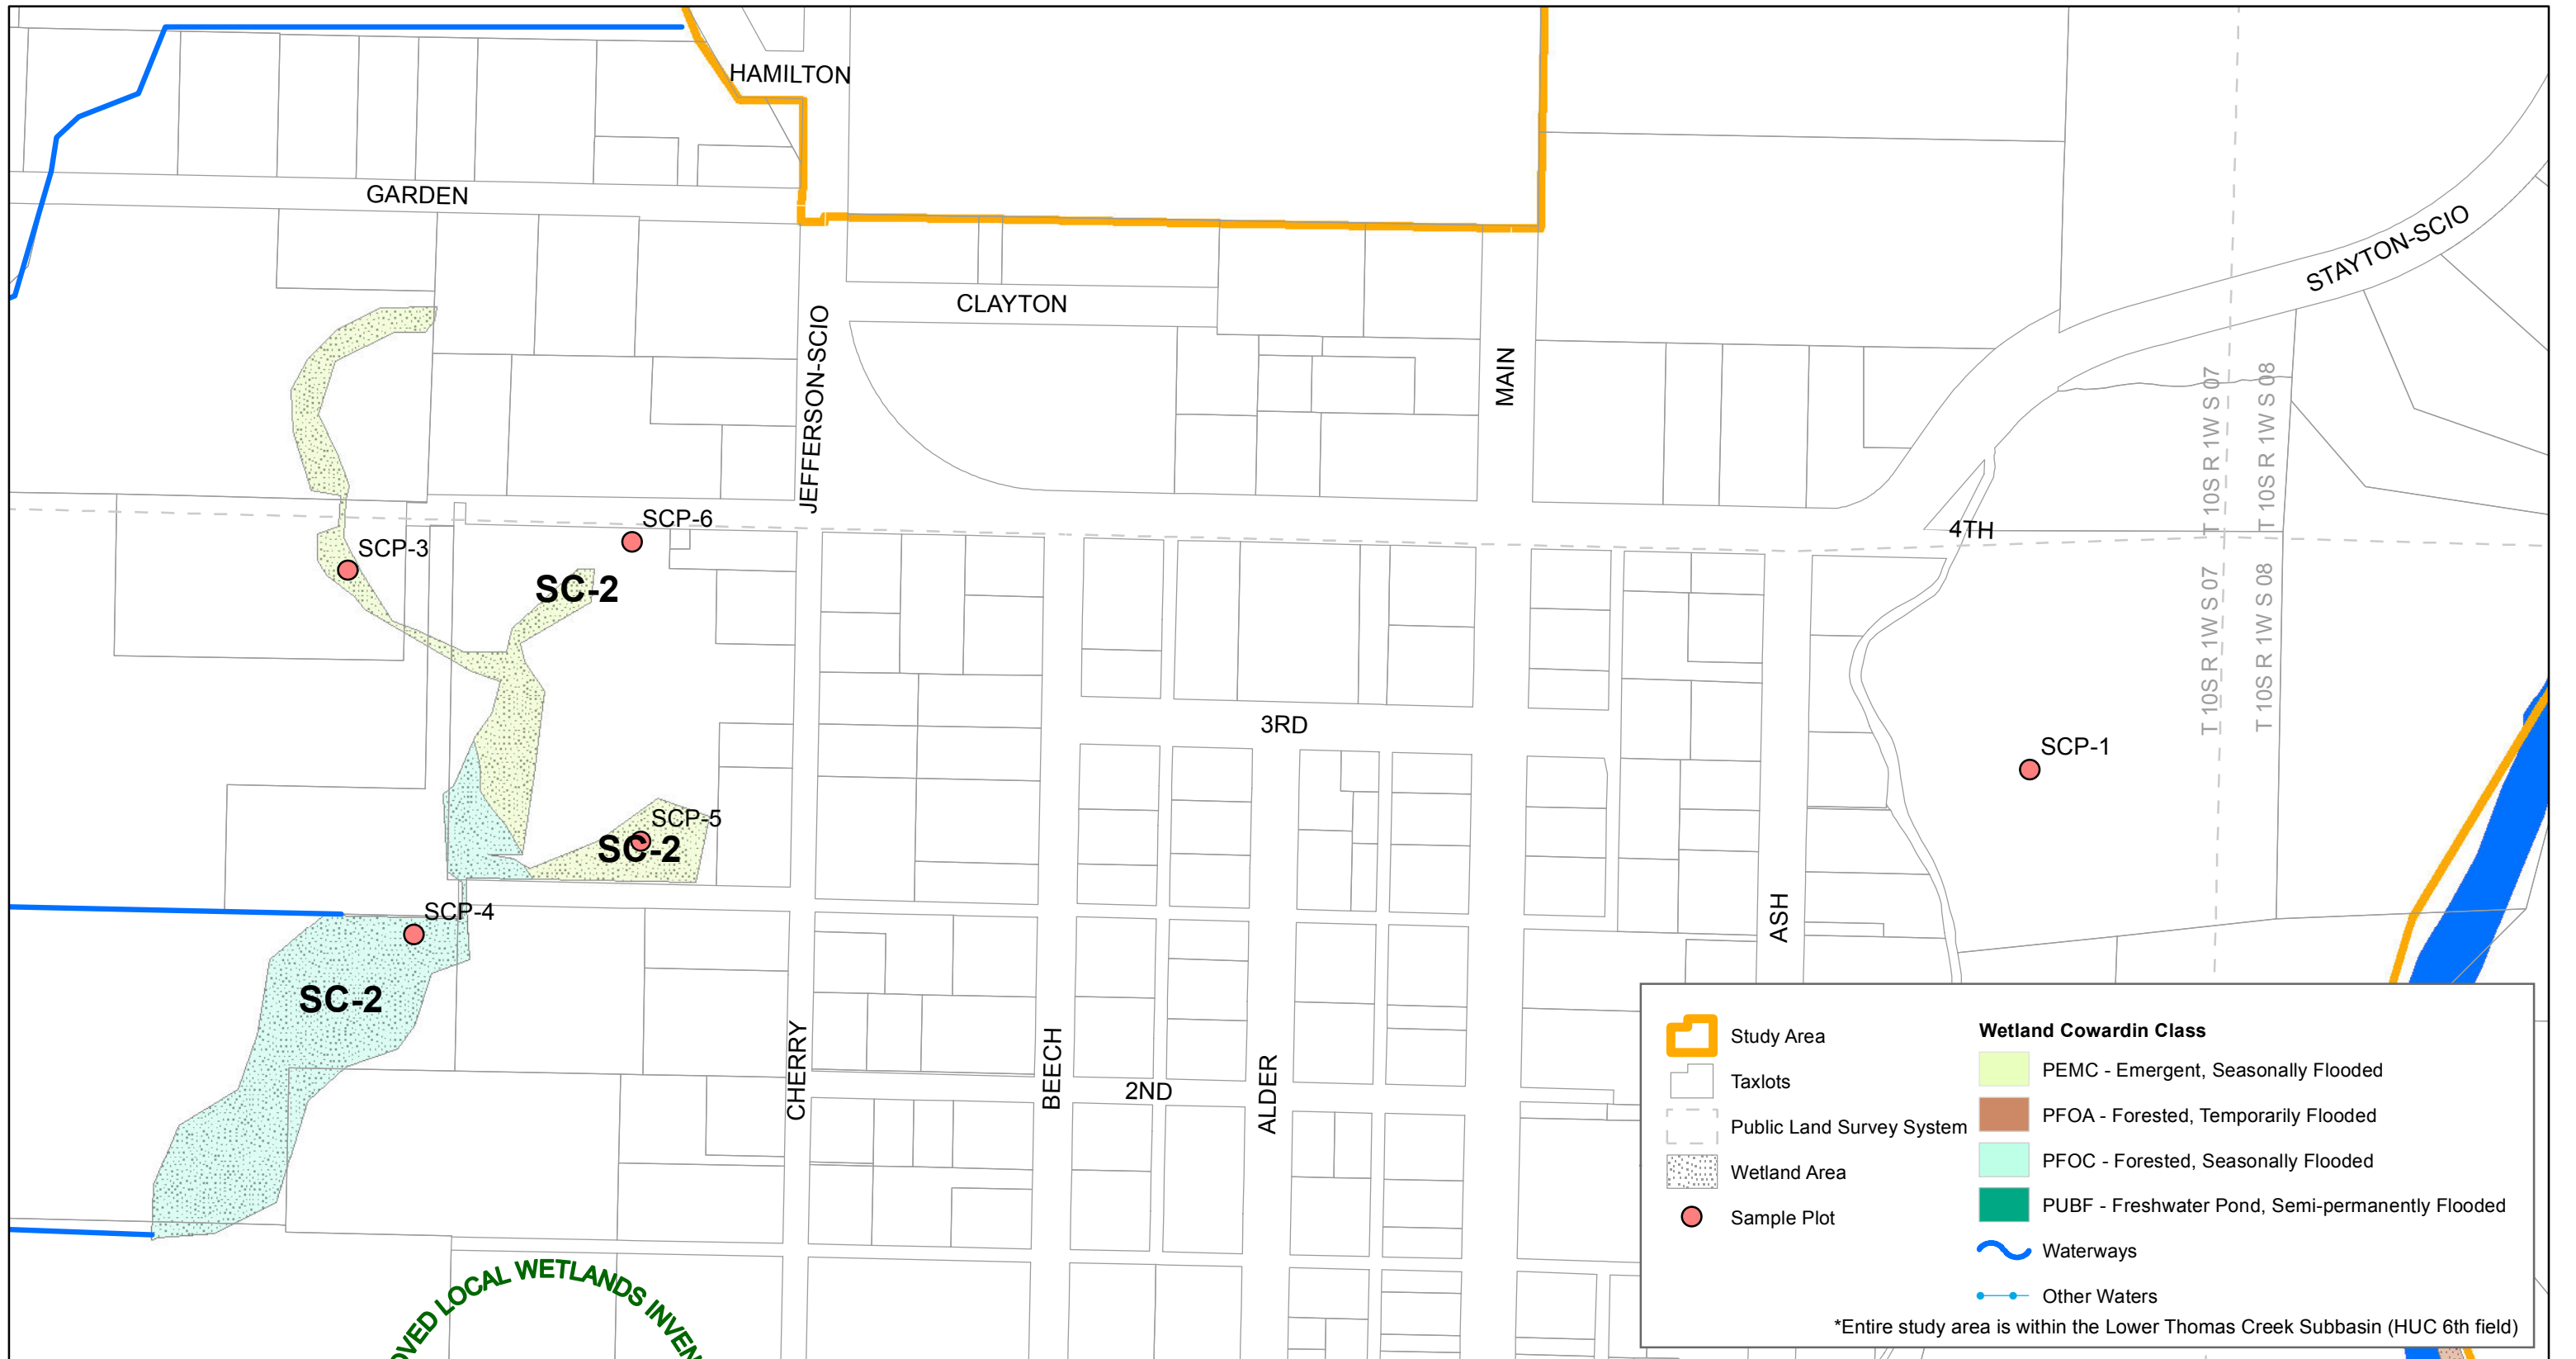 HAMILTON
GARDEN
STAYTON-SCIO
CLAYTON
JEFFERSON-SCIO
MAIN
T 10S R 1W S 07
T 10S R 1W S 08
SCP-6
4TH
SCP-3
SC-2
T 10S R 1W S 07
T 10S R 1W S 08
3RD
SCP-1
SCP-5
SC-2
ASH
SCP-4
SC-2
CHERRY
BEECH
2ND
ALDER
Study Area
Taxlots
Public Land Survey System
Wetland Area
Sample Plot
Wetland Cowardin Class
PEMC - Emergent, Seasonally Flooded
PFOA - Forested, Temporarily Flooded
PFOC - Forested, Seasonally Flooded
PUBF - Freshwater Pond, Semi-permanently Flooded
Waterways
Other Waters
*Entire study area is within the Lower Thomas Creek Subbasin (HUC 6th field)
LOCAL WETLANDS